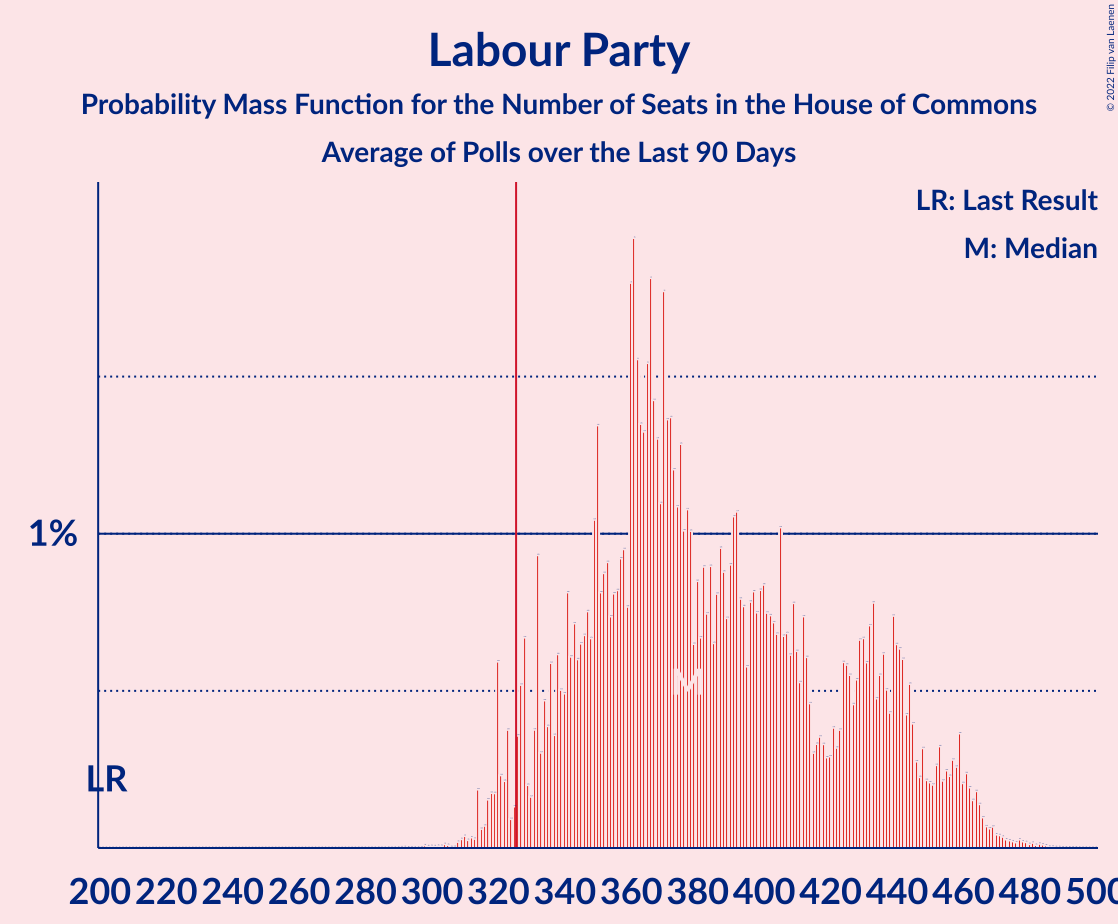 Labour Party
Probability Mass Function for the Number of Seats in the House of Commons
Average of Polls over the Last 90 Days
© 2022 Filip van Laenen
LR: Last Result
M: Median
1%
M
LR
200 220 240 260 280 300 320 340 360 380 400 420 440 460 480 500